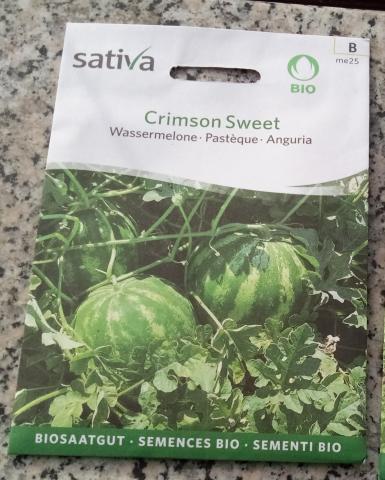 sativa
B
me25
BIO
Crimson Sweet
Wassermelone · Pastèque · Anguria
BIOSAATGUT · SEMENCES BIO · SEMENTI BIO